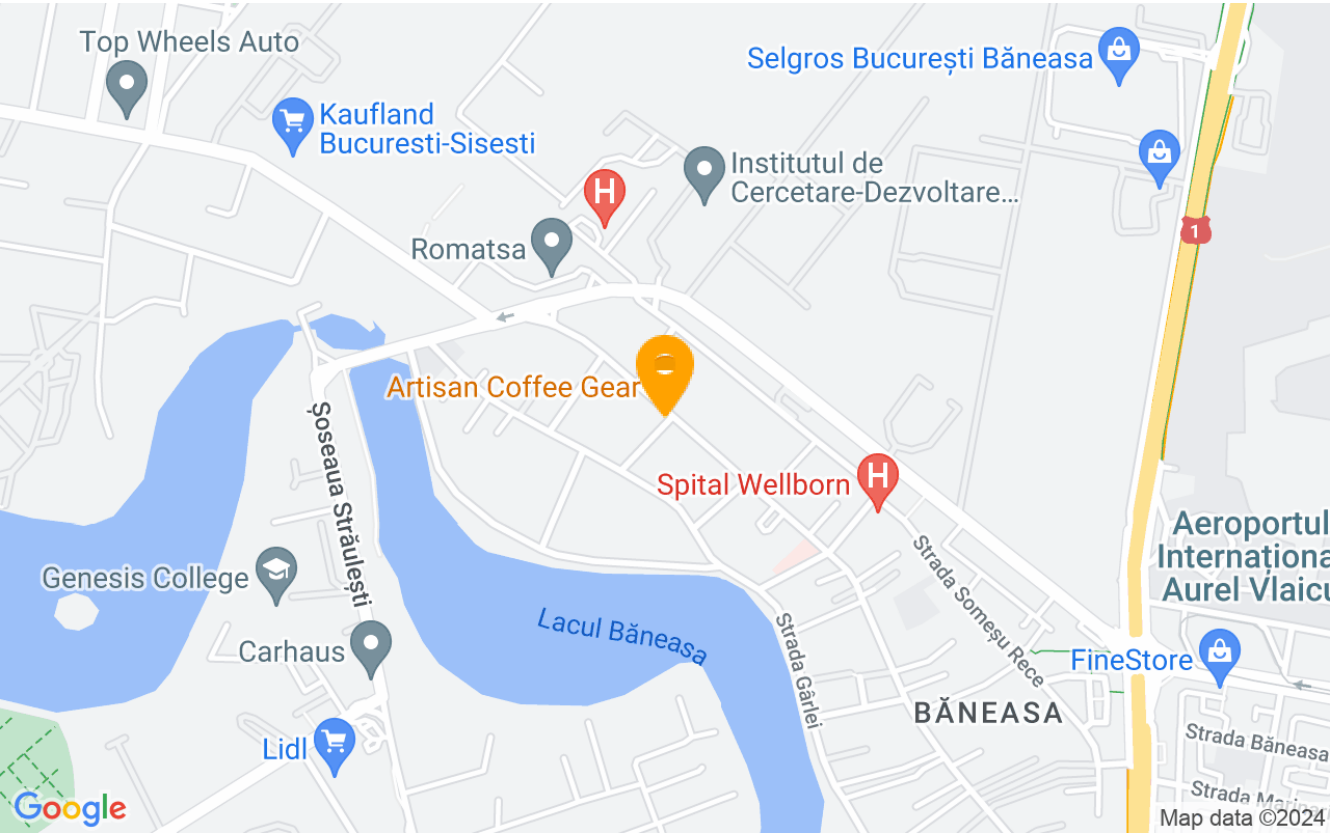 Top Wheels Auto
Selgros București Băneasa
Kaufland
Bucuresti-Sisesti
H
Institutul de
Cercetare-Dezvoltare...
1
Romatsa
Artisan Coffee Gear
Șoseaua Străulești
Spital Wellborn
H
Aeroportul
Internaționa
Aurel Vlaicu
Genesis College
Strada Someșu Rece
Lacul Băneasa
Carhaus
Strada Gârlei
FineStore
BĂNEASA
Lidl
Strada Băneasa
Strada
Google
Map data ©2024